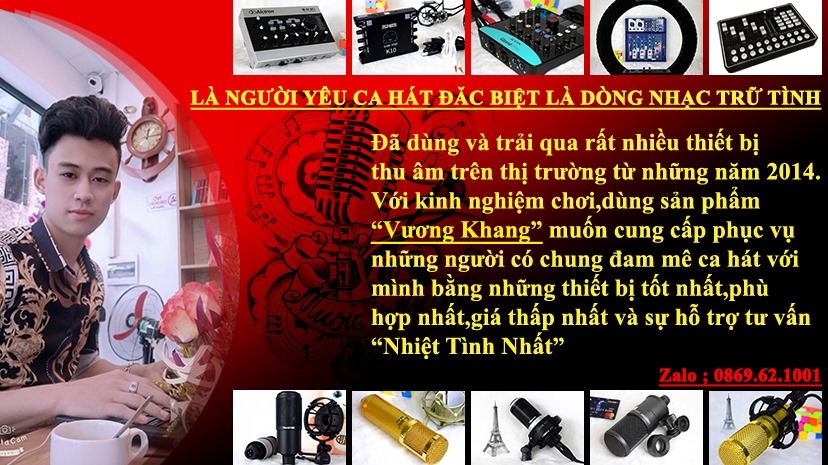 Alctron
K10
LÀ NGƯỜI YÊU CA HÁT ĐẶC BIỆT LÀ DÒNG NHẠC TRỮ TÌNH
Đã dùng và trải qua rất nhiều thiết bị
thu âm trên thị trường từ những năm 2014.
Với kinh nghiệm chơi,dùng sản phẩm
“Vương Khang” muốn cung cấp phục vụ
những người có chung đam mê ca hát với
mình bằng những thiết bị tốt nhất,phù
hợp nhất,giá thấp nhất và sự hỗ trợ tư vấn
“Nhiệt Tình Nhất”
Music
Zalo ; 0869.62.1001